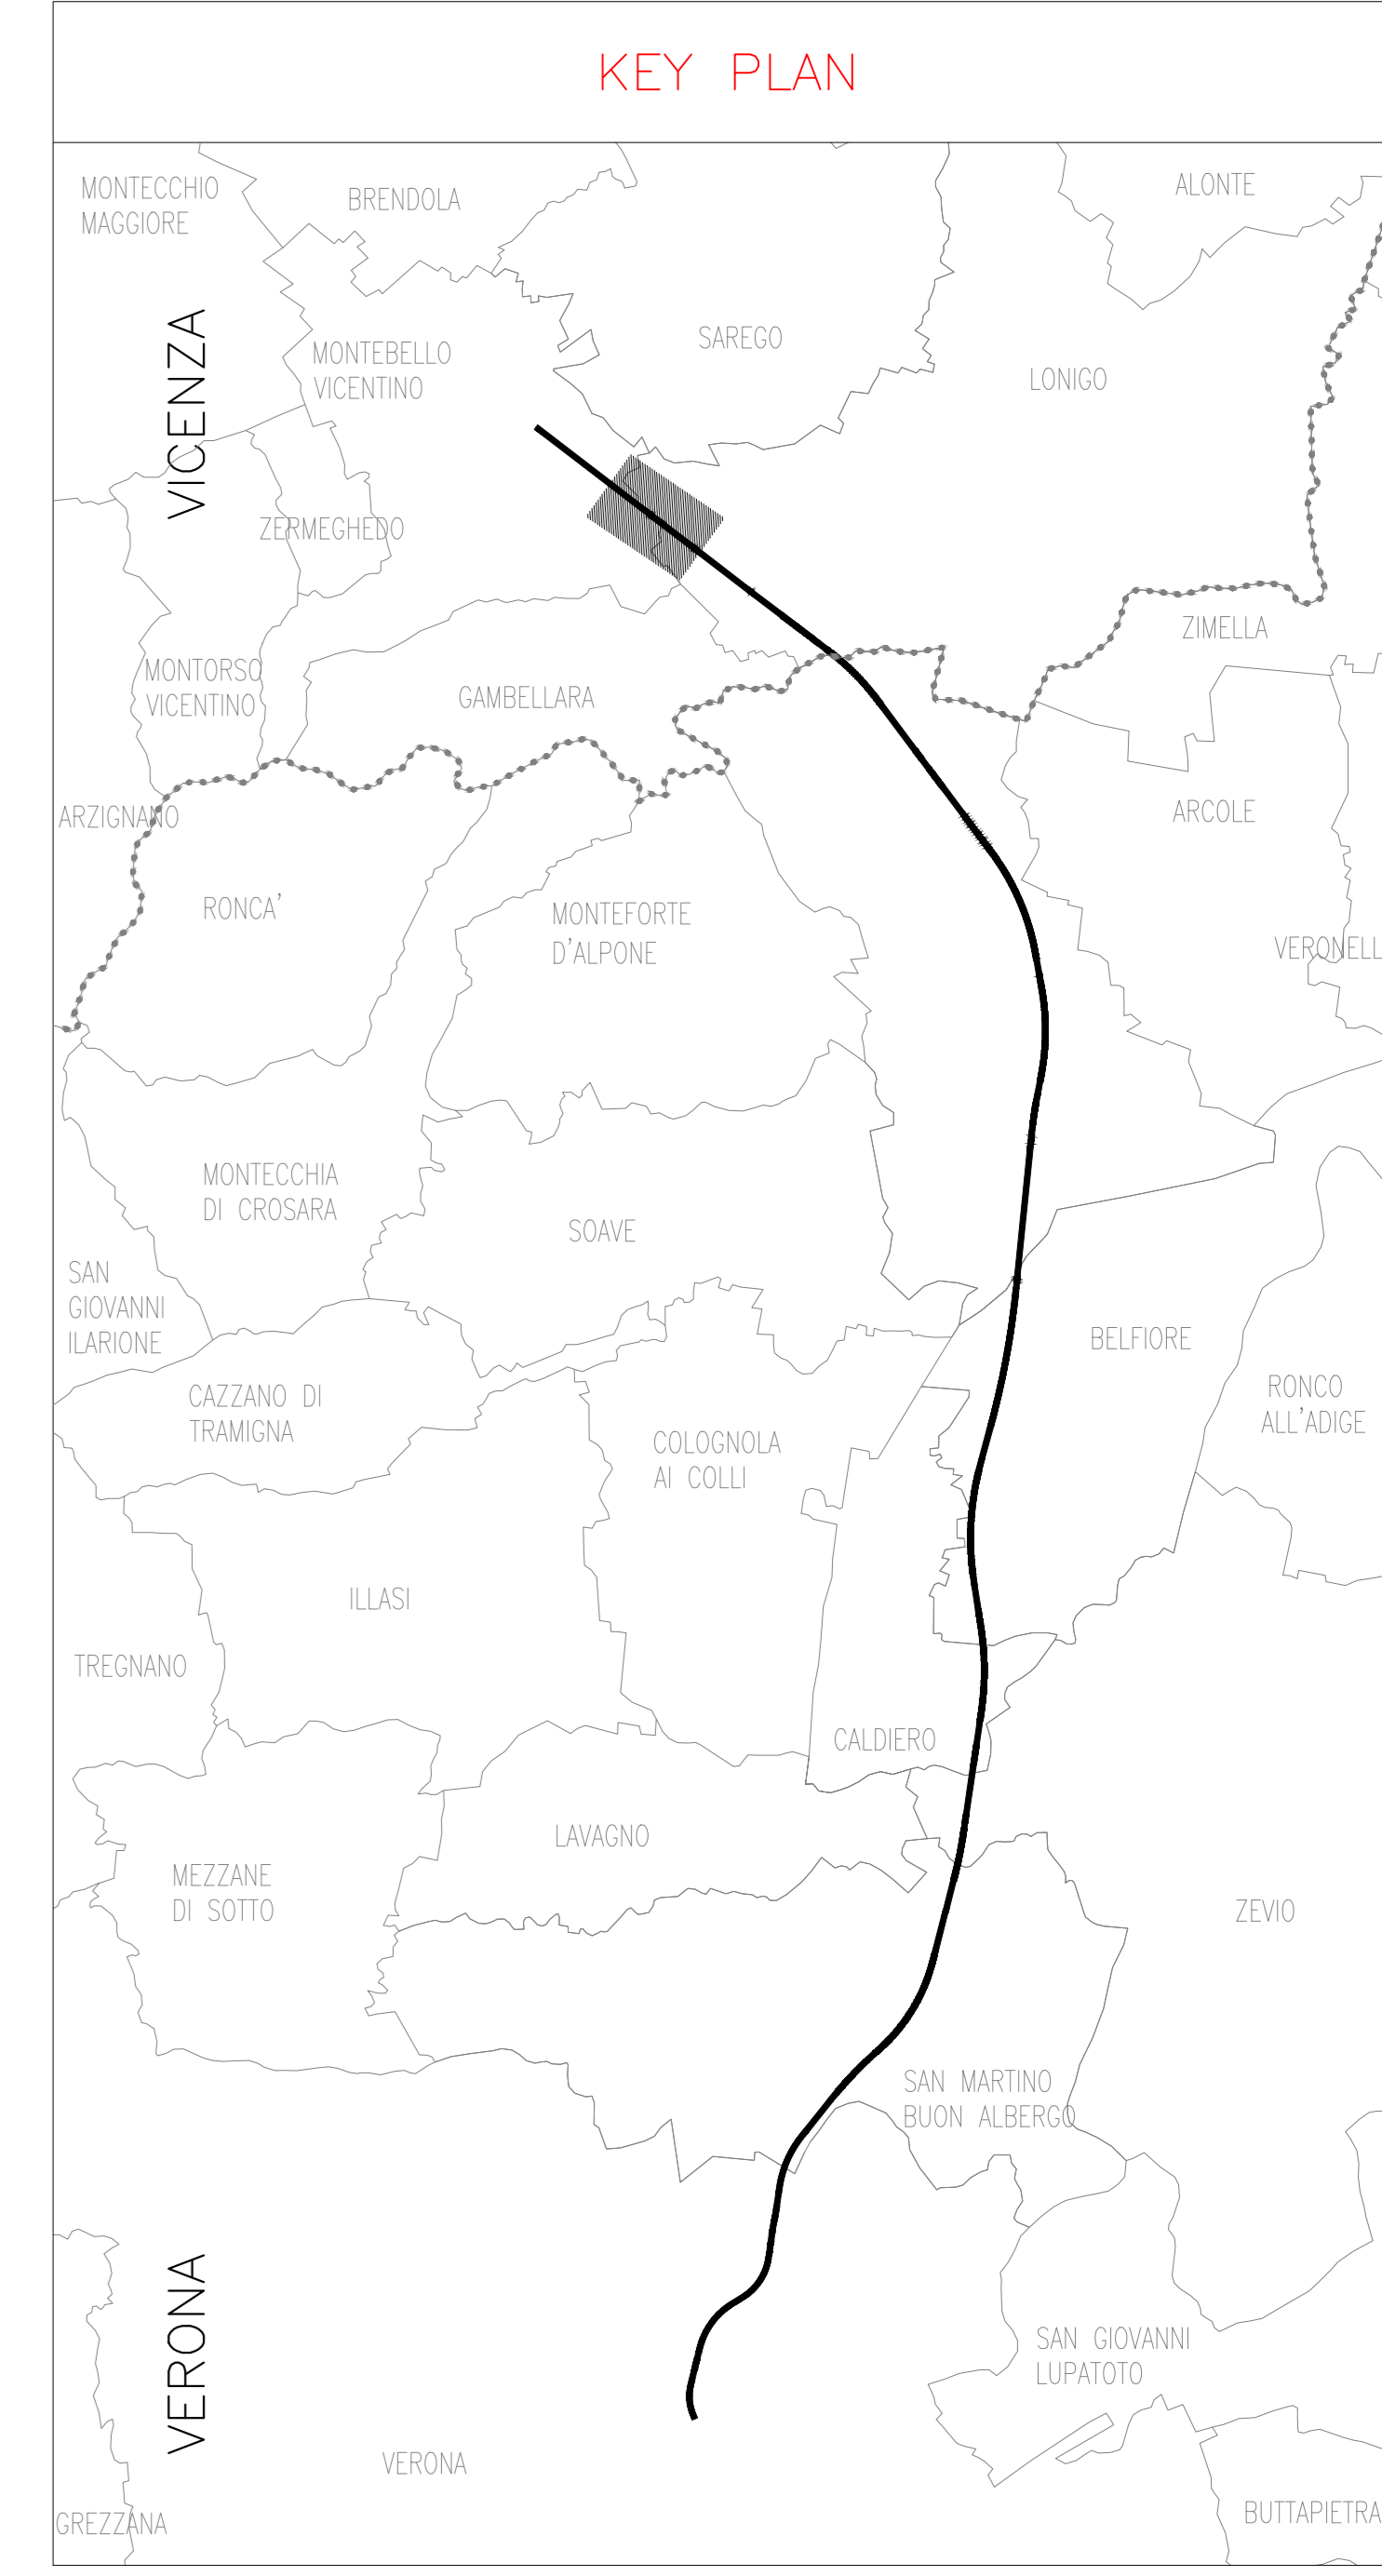 KEY PLAN
MONTECCHIO
MAGGIORE
BRENDOLA
ALONTE
VICENZA
MONTEBELLO
VICENTINO
SAREGO
LONIGO
ZERMEGHEDO
ZIMELLA
MONTORSO
VICENTINO
GAMBELLARA
ARZIGNANO
ARCOLE
RONCA'
MONTEFORTE
D'ALPONE
VERONELL
MONTECCHIA
DI CROSARA
SOAVE
SAN
GIOVANNI
ILARIONE
BELFIORE
CAZZANO DI
TRAMIGNA
RONCO
ALL'ADIGE
COLOGNOLA
AI COLLI
ILLASI
TREGNANO
CALDIERO
LAVAGNO
MEZZANE
DI SOTTO
ZEVIO
SAN MARTINO
BUON ALBERGO
VERONA
SAN GIOVANNI
LUPATOTO
VERONA
GREZZANA
BUTTAPIETRA